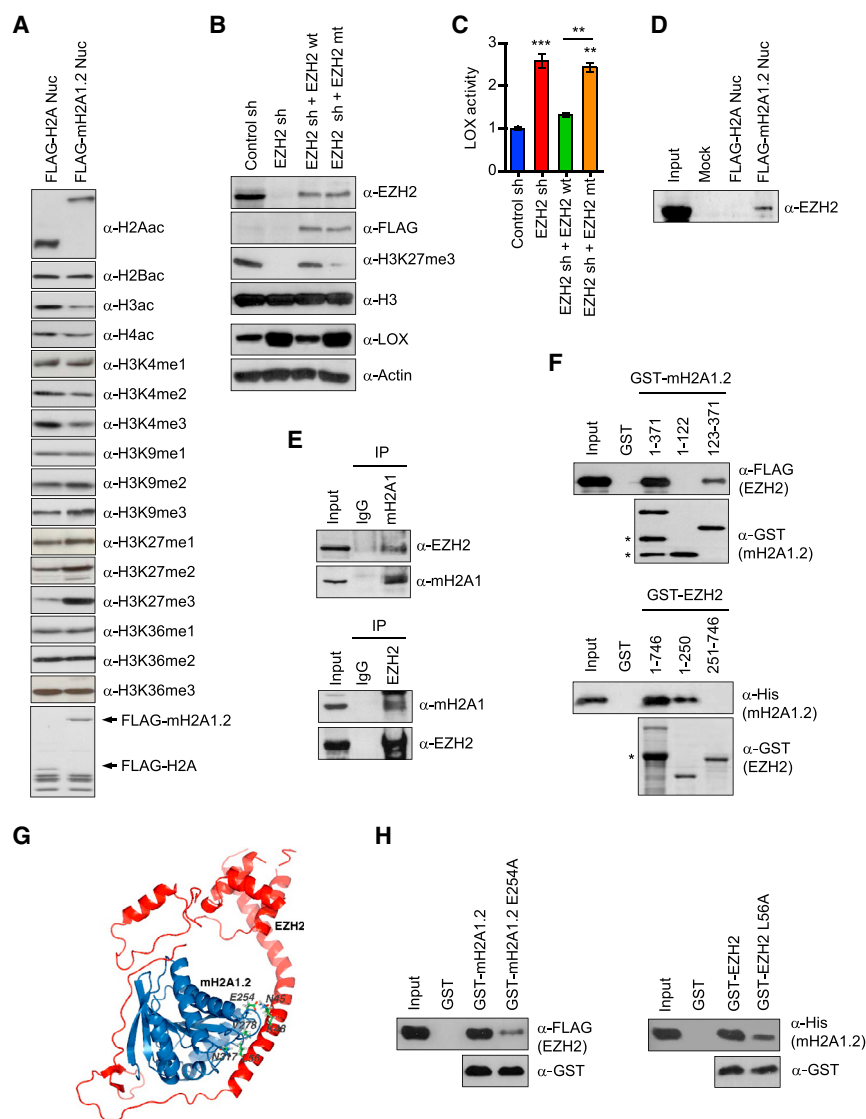 A
FLAG-H2A Nuc
FLAG-mH2A1.2 Nuc
α-H2Aac
α-H2Bac
α-H3ac
α-H4ac
α-H3K4me1
α-H3K4me2
α-H3K4me3
α-H3K9me1
α-H3K9me2
α-H3K9me3
α-H3K27me1
α-H3K27me2
α-H3K27me3
α-H3K36me1
α-H3K36me2
α-H3K36me3
FLAG-mH2A1.2
FLAG-H2A
B
Control sh
EZH2 sh
EZH2 sh + EZH2 wt
EZH2 sh + EZH2 mt
α-EZH2
α-FLAG
α-H3K27me3
α-H3
α-LOX
α-Actin
C
LOX activity
3
2
1
0
***
**
**
Control sh
EZH2 sh
EZH2 sh + EZH2 wt
EZH2 sh + EZH2 mt
D
Input
Mock
FLAG-H2A Nuc
FLAG-mH2A1.2 Nuc
α-EZH2
E
IP
Input
IgG
mH2A1
α-EZH2
α-mH2A1
IP
Input
IgG
EZH2
α-mH2A1
α-EZH2
F
GST-mH2A1.2
Input
GST
1-371
1-122
123-371
α-FLAG
(EZH2)
α-GST
(mH2A1.2)
*
*
GST-EZH2
Input
GST
1-746
1-250
251-746
α-His
(mH2A1.2)
α-GST
(EZH2)
*
G
EZH2
mH2A1.2
E254
N45
V278
N317
H
Input
GST
GST-mH2A1.2
GST-mH2A1.2 E254A
α-FLAG
(EZH2)
α-GST
Input
GST
GST-EZH2
GST-EZH2 L56A
α-His
(mH2A1.2)
α-GST